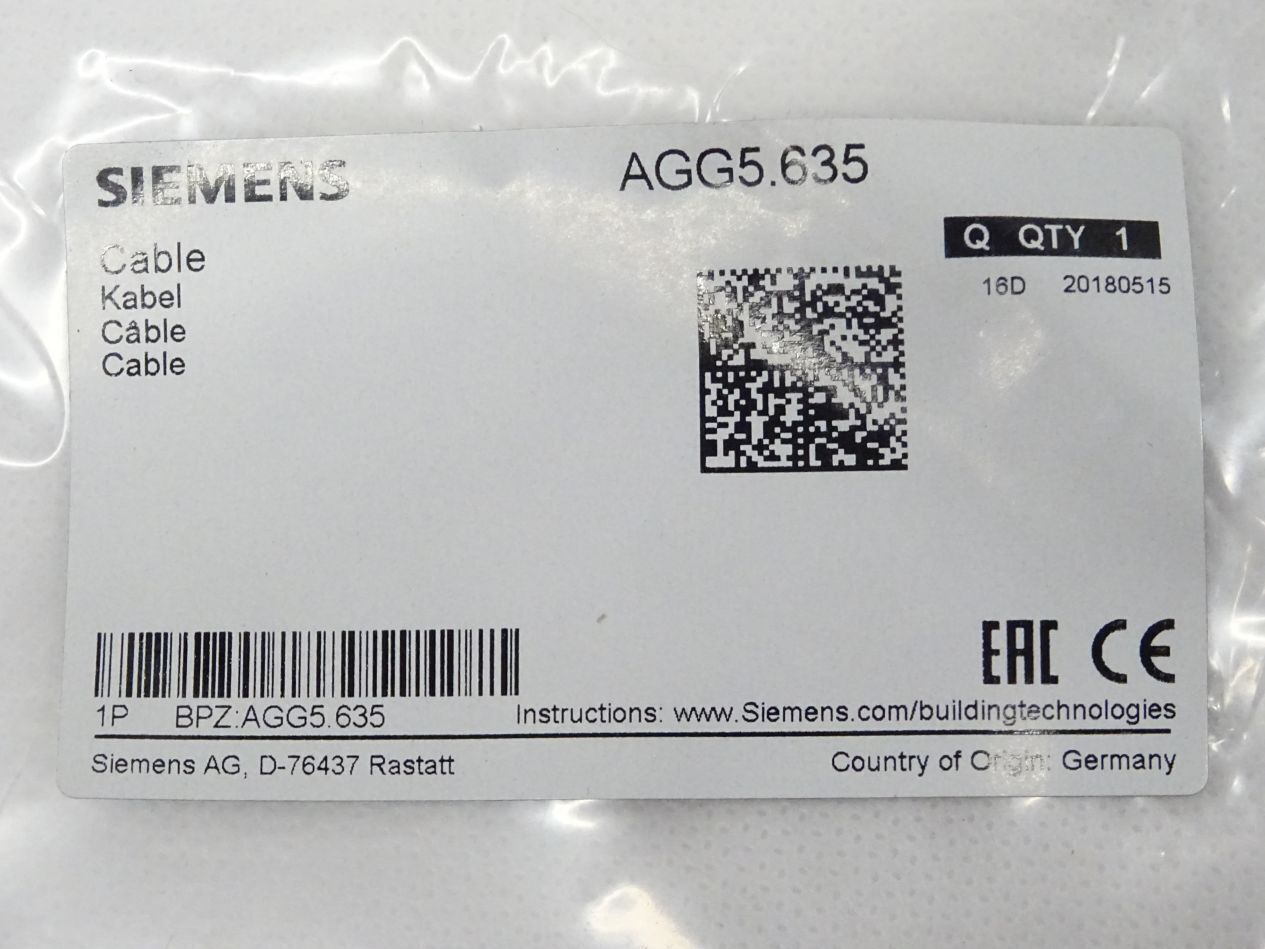 SIEMENS
AGG5.635
Q QTY 1
16D 20180515
Cable
Kabel
Câble
Cable
EAC CE
1P BPZ:AGG5.635
Instructions: www.Siemens.com/buildingtechnologies
Siemens AG, D-76437 Rastatt
Country of Origin: Germany